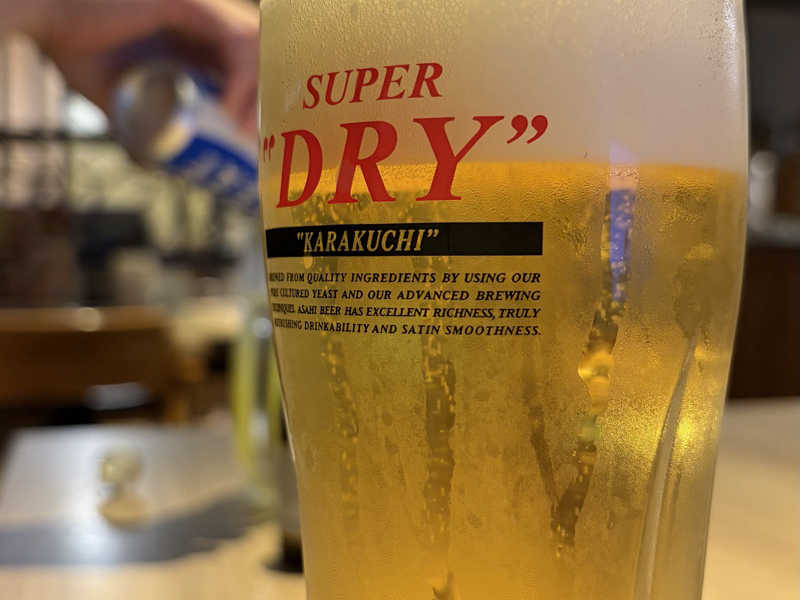 SUPER
"DRY"
"KARAKUCHI"
FROM QUALITY INGREDIENTS BY USING OUR
CULTURED YEAST AND OUR ADVANCED BREWING
ASAHI BEER HAS EXCELLENT RICHNESS, TRULY
DRINKABILITY AND SATIN SMOOTHNESS.